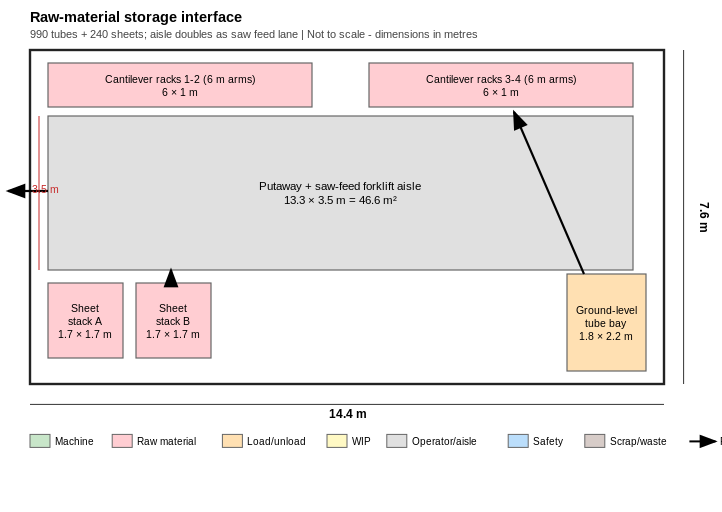 Raw-material storage interface
990 tubes + 240 sheets; aisle doubles as saw feed lane | Not to scale - dimensions in metres
Cantilever racks 1-2 (6 m arms)
6 × 1 m
Cantilever racks 3-4 (6 m arms)
6 × 1 m
Putaway + saw-feed forklift aisle
13.3 × 3.5 m = 46.6 m²
3.5 m
7.6 m
Sheet
stack A
1.7 × 1.7 m
Sheet
stack B
1.7 × 1.7 m
Ground-level
tube bay
1.8 × 2.2 m
14.4 m
Machine
Raw material
Load/unload
WIP
Operator/aisle
Safety
Scrap/waste